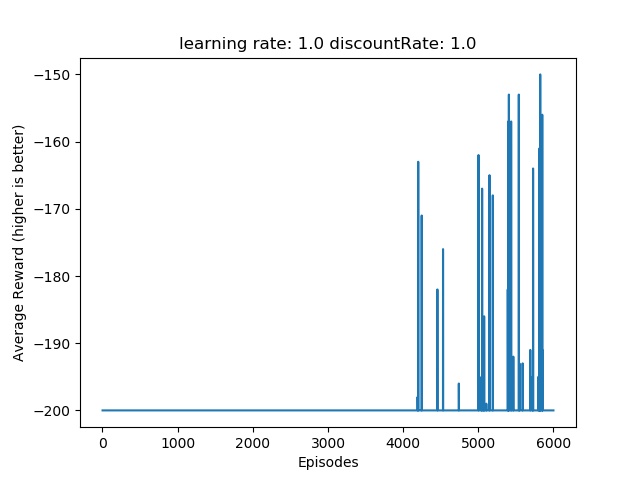 learning rate: 1.0 discountRate: 1.0
Average Reward (higher is better)
−150
−160
−170
−180
−190
−200
0 1000 2000 3000 4000 5000 6000
Episodes